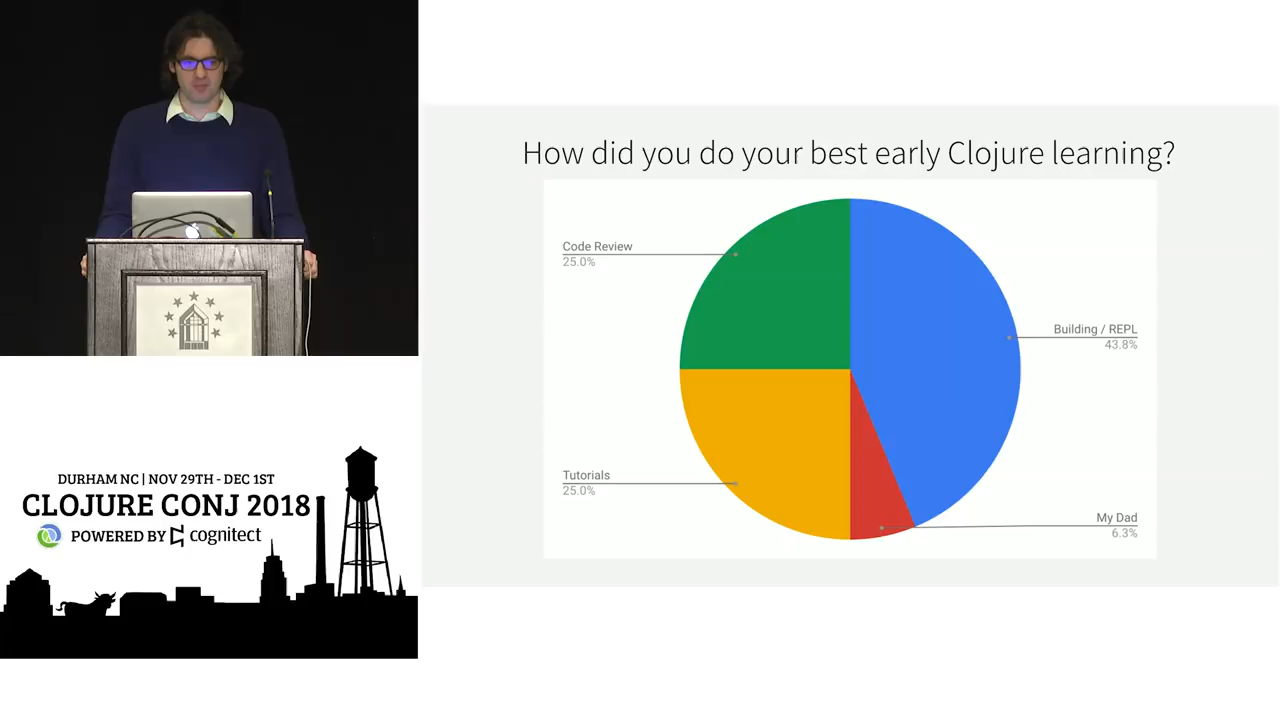 How did you do your best early Clojure learning?
Code Review
25.0%
Building / REPL
43.8%
Tutorials
25.0%
My Dad
6.3%
DURHAM NC | NOV 29TH - DEC 1ST
CLOJURE CONJ 2018
POWERED BY cognitect